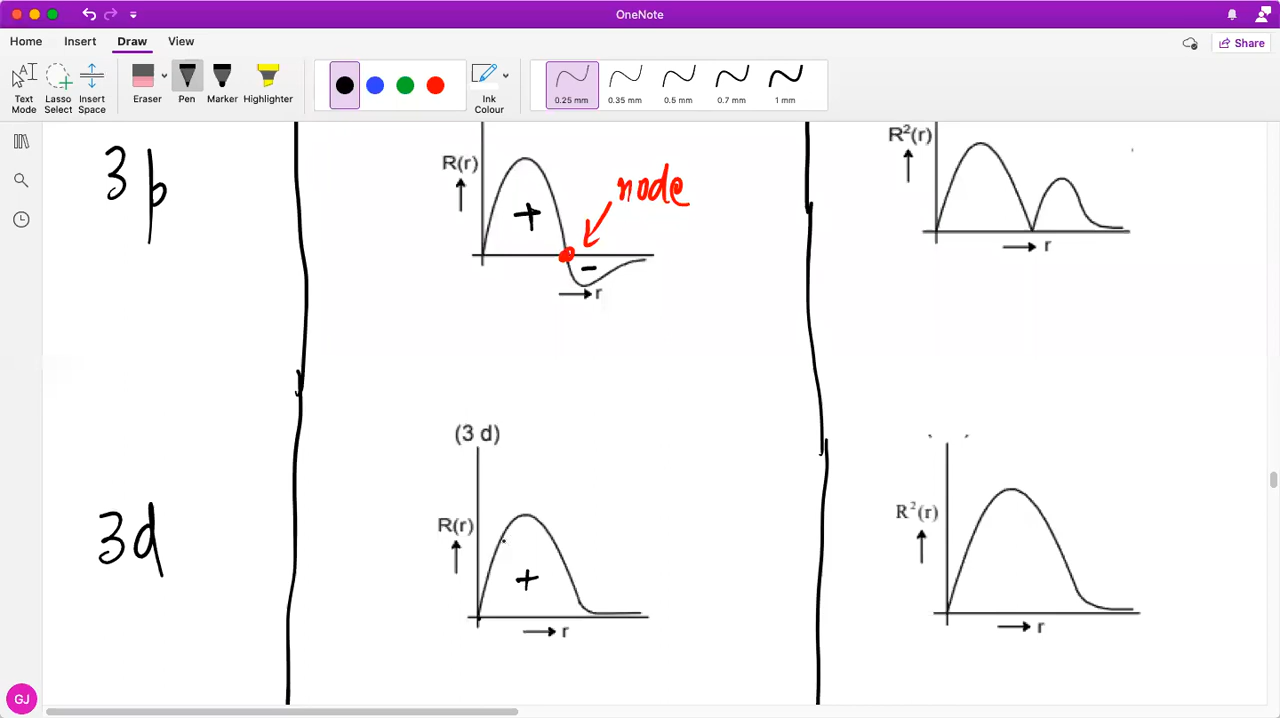 OneNote
Home Insert Draw View
Share
Text Mode
Lasso Select
Insert Space
Eraser
Pen
Marker
Highlighter
Ink Colour
0.25 mm
0.35 mm
0.5 mm
0.7 mm
1 mm
3p
R(r)
+
-
node
r
R²(r)
r
3d
(3 d)
R(r)
+
r
R²(r)
r
GJ